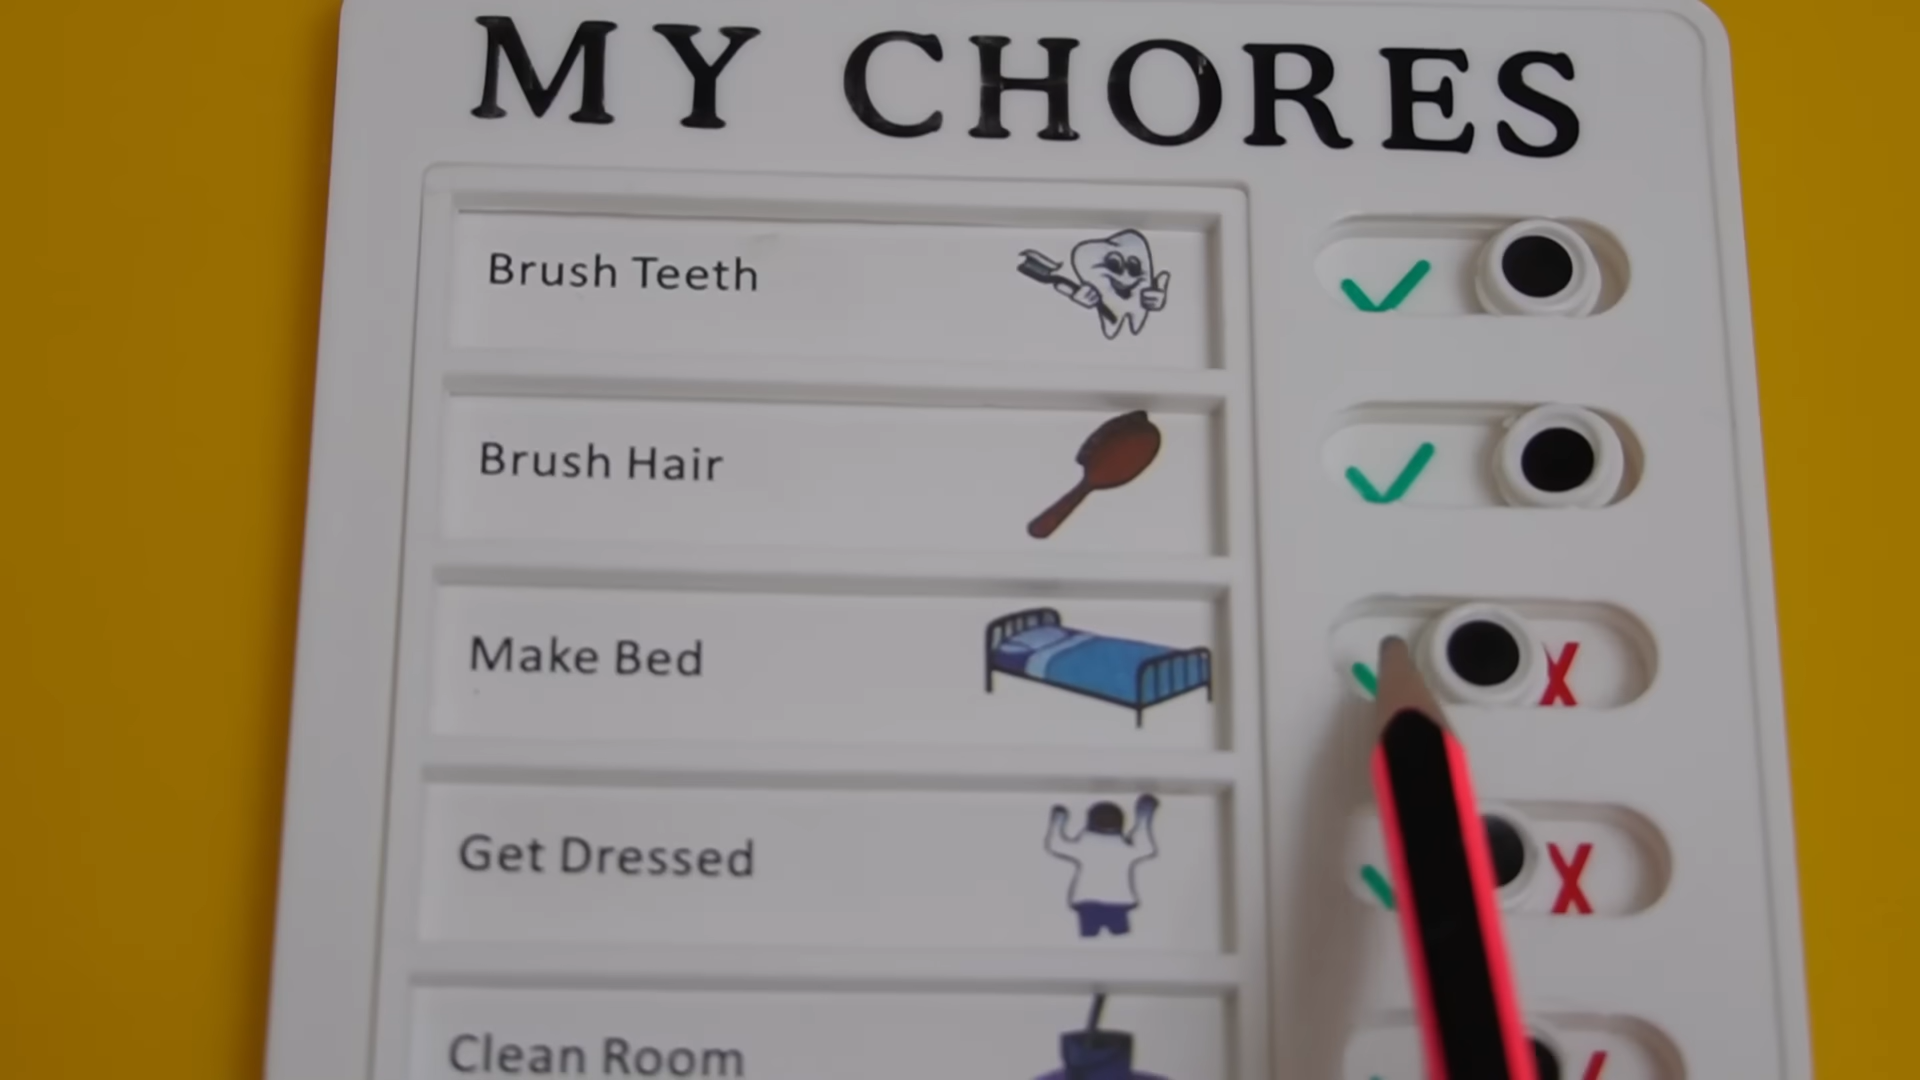 MY CHORES
Brush Teeth
Brush Hair
Make Bed
Get Dressed
Clean Room